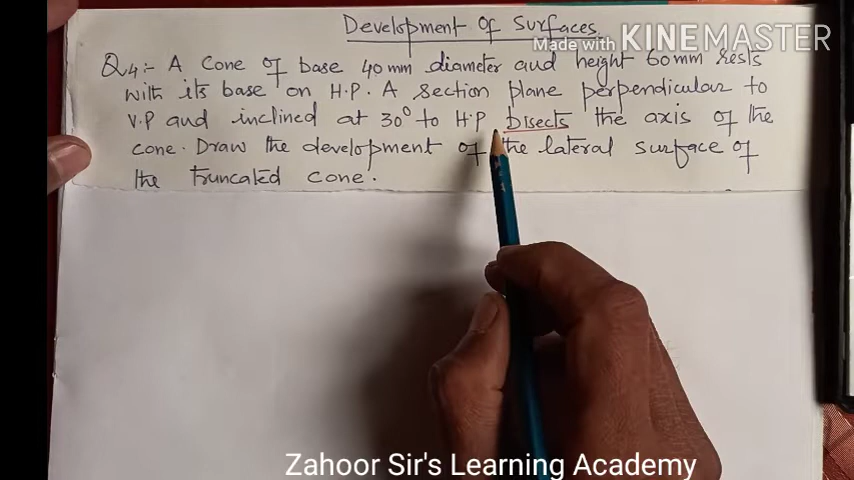 Development of Surfaces
Made with KINEMASTER
Q4:- A Cone of base 40mm diameter and height 60mm rests
with its base on H.P. A section plane perpendicular to
V.P and inclined at 30° to H.P bisects the axis of the
cone. Draw the development of the lateral surface of
the truncated cone.
Zahoor Sir's Learning Academy